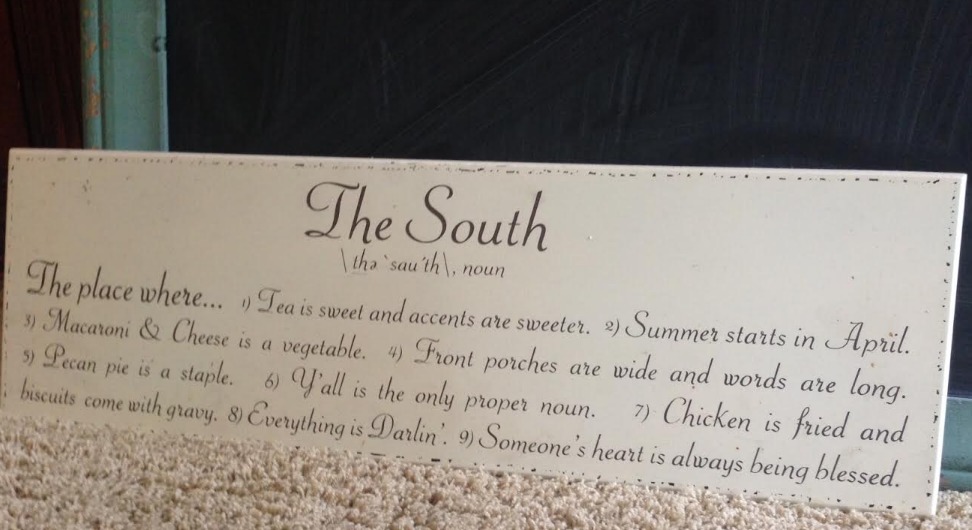 The South
\thə ˋsau̇th\, noun
The place where... 1) Tea is sweet and accents are sweeter. 2) Summer starts in April.
3) Macaroni & Cheese is a vegetable. 4) Front porches are wide and words are long.
5) Pecan pie is a staple. 6) Y'all is the only proper noun. 7) Chicken is fried and
biscuits come with gravy. 8) Everything is Darlin'. 9) Someone's heart is always being blessed.